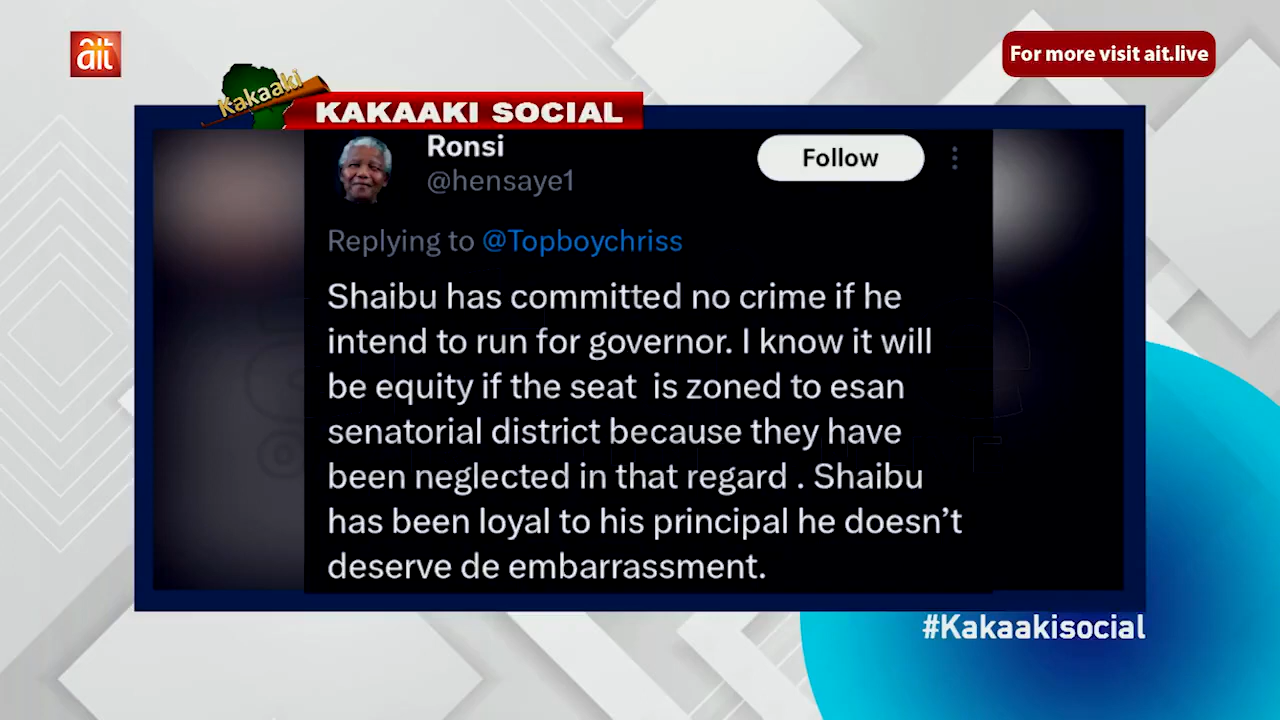 ait
For more visit ait.live
Kakaaki
KAKAAKI SOCIAL
Ronsi
@hensaye1
Follow
Replying to @Topboychriss
Shaibu has committed no crime if he
intend to run for governor. I know it will
be equity if the seat  is zoned to esan
senatorial district because they have
been neglected in that regard . Shaibu
has been loyal to his principal he doesn’t
deserve de embarrassment.
#Kakaakisocial